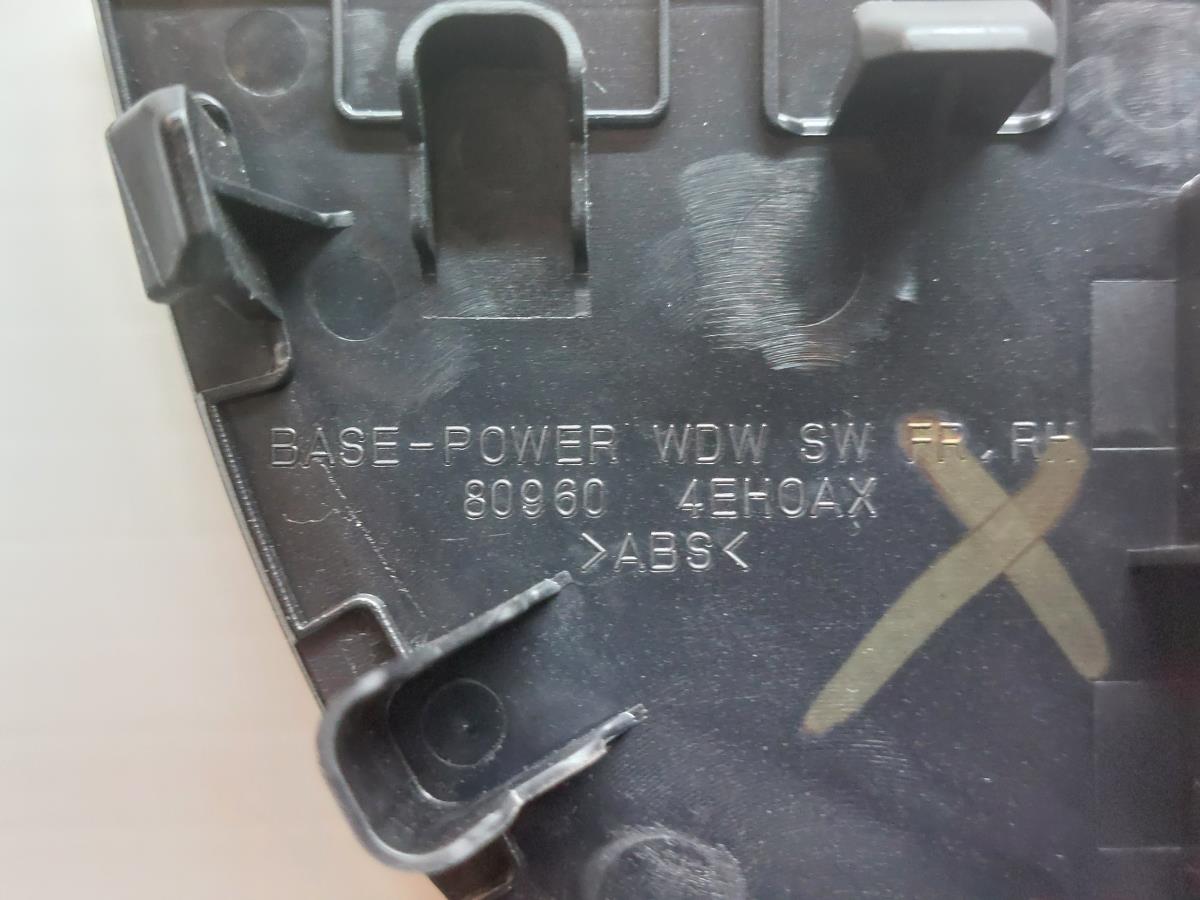 BASE-POWER WDW SW FR, RH
80960 4EH0AX
>ABS<